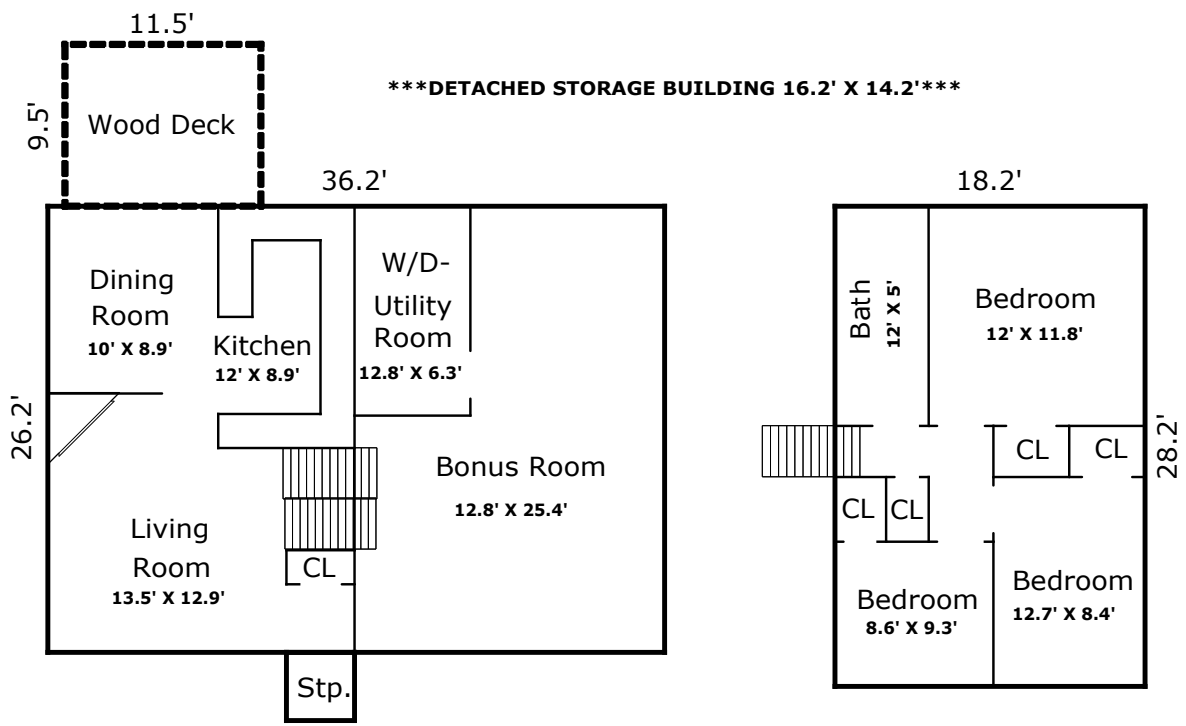 11.5'
***DETACHED STORAGE BUILDING 16.2' X 14.2'***
9.5'
Wood Deck
36.2'
18.2'
Dining
Room
10' X 8.9'
Kitchen
12' X 8.9'
W/D-
Utility
Room
12.8' X 6.3'
26.2'
Bonus Room
12.8' X 25.4'
Living
Room
13.5' X 12.9'
CL
Stp.
Bath
12' X 5'
Bedroom
12' X 11.8'
CL
CL
28.2'
CL
CL
Bedroom
8.6' X 9.3'
Bedroom
12.7' X 8.4'